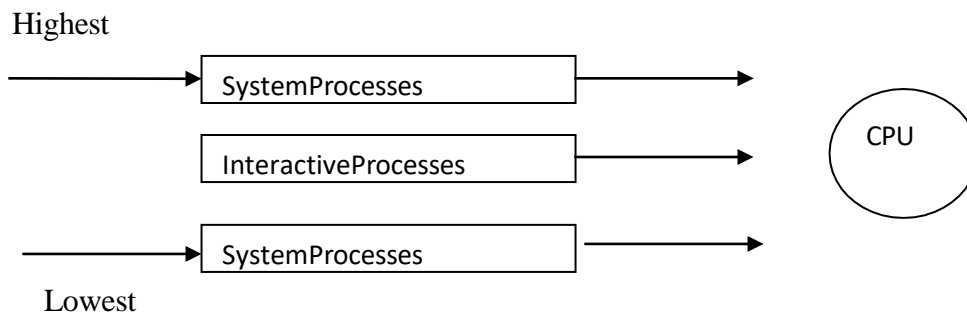 Highest
SystemProcesses
CPU
InteractiveProcesses
SystemProcesses
Lowest